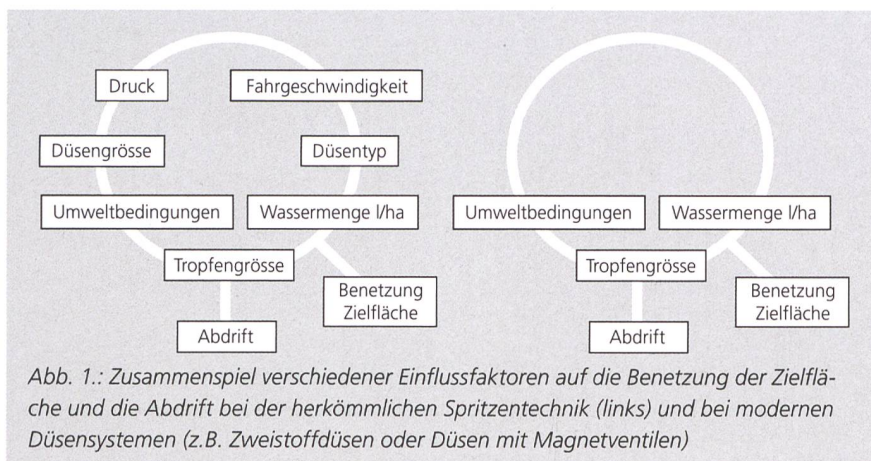 Druck
Fahrgeschwindigkeit
Düsengrösse
Düsentyp
Umweltbedingungen
Wassermenge l/ha
Tropfengrösse
Benetzung
Zielfläche
Abdrift
Umweltbedingungen
Wassermenge l/ha
Tropfengrösse
Benetzung
Zielfläche
Abdrift
Abb. 1.: Zusammenspiel verschiedener Einflussfaktoren auf die Benetzung der Zielflä-
che und die Abdrift bei der herkömmlichen Spritzentechnik (links) und bei modernen
Düsensystemen (z.B. Zweistoffdüsen oder Düsen mit Magnetventilen)